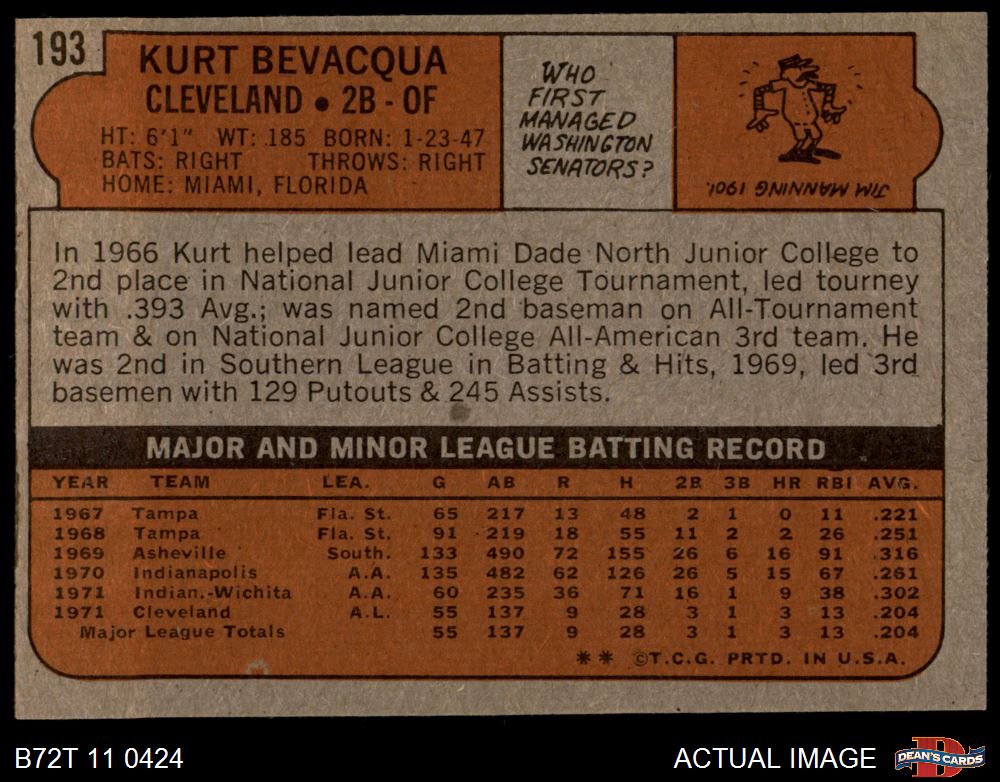 193
KURT BEVACQUA
CLEVELAND • 2B - OF
HT: 6'1" WT: 185 BORN: 1-23-47
BATS: RIGHT THROWS: RIGHT
HOME: MIAMI, FLORIDA
WHO
FIRST
MANAGED
WASHINGTON
SENATORS?
JIM MANNING 1901.
In 1966 Kurt helped lead Miami Dade North Junior College to
2nd place in National Junior College Tournament, led tourney
with .393 Avg.; was named 2nd baseman on All-Tournament
team & on National Junior College All-American 3rd team. He
was 2nd in Southern League in Batting & Hits, 1969, led 3rd
basemen with 129 Putouts & 245 Assists.
MAJOR AND MINOR LEAGUE BATTING RECORD
YEAR TEAM LEA. G AB R H 2B 3B HR RBI AVG.
1967 Tampa Fla. St. 65 217 13 48 2 1 0 11 .221
1968 Tampa Fla. St. 91 219 18 55 11 2 2 26 .251
1969 Asheville South. 133 490 72 155 26 6 16 91 .316
1970 Indianapolis A.A. 135 482 62 126 26 5 15 67 .261
1971 Indian.-Wichita A.A. 60 235 36 71 16 1 9 38 .302
1971 Cleveland A.L. 55 137 9 28 3 1 3 13 .204
Major League Totals 55 137 9 28 3 1 3 13 .204
** ©T.C.G. PRTD. IN U.S.A.
B72T 11 0424 ACTUAL IMAGE
D
DEAN'S CARDS